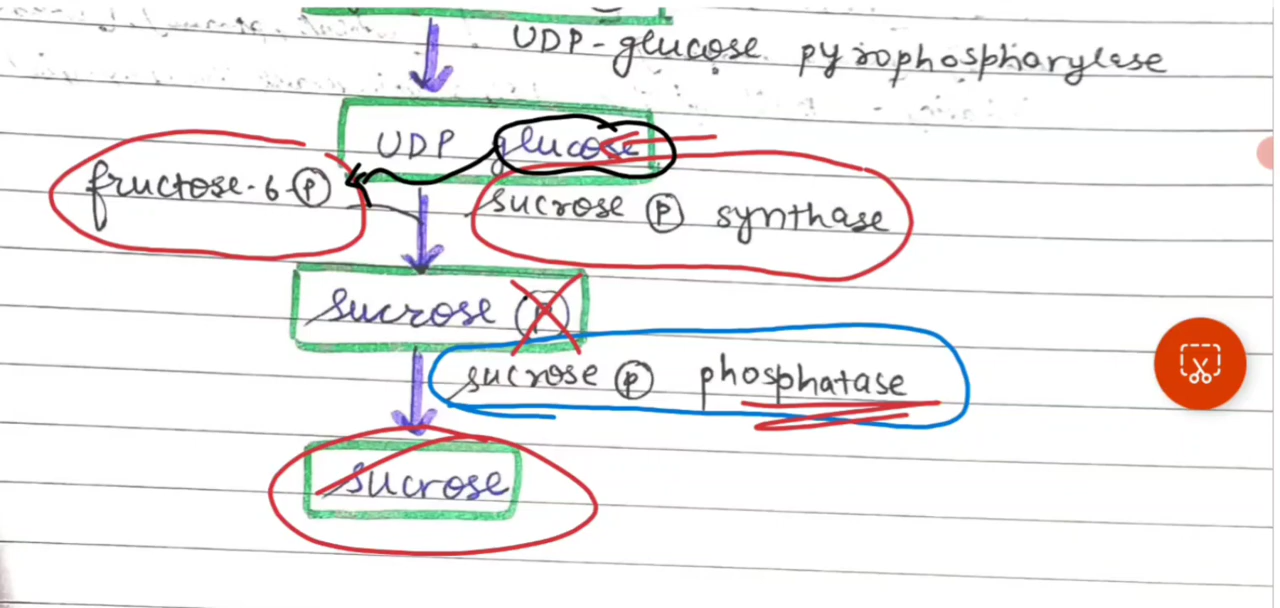 UDP-glucose pyrophosphorylase
UDP glucose
fructose-6-Ⓟ
sucrose Ⓟ synthase
sucrose Ⓟ
sucrose Ⓟ phosphatase
sucrose